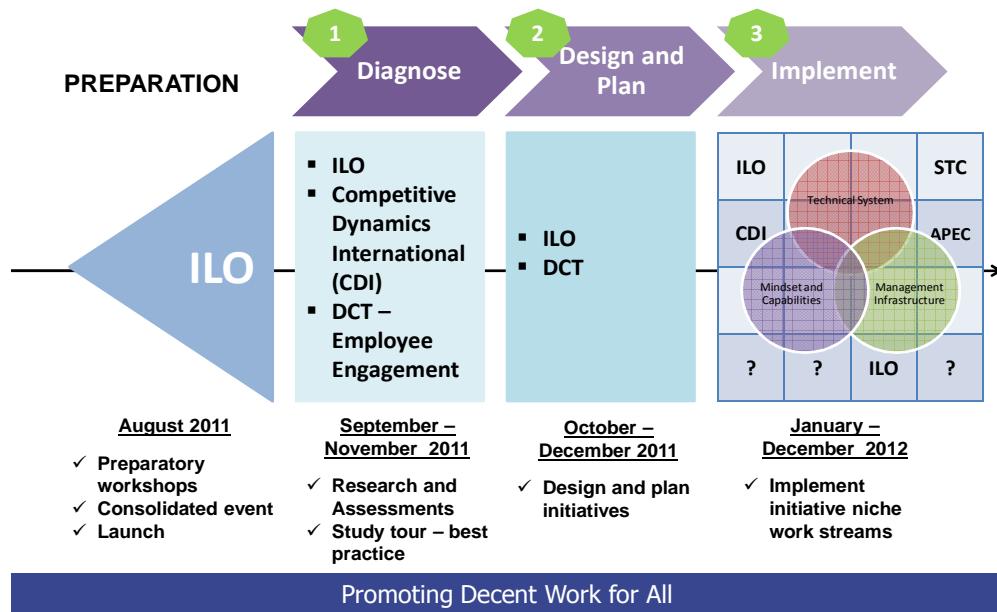 PREPARATION
1
Diagnose
2
Design and
Plan
3
Implement
ILO
▪ ILO
▪ Competitive
Dynamics
International
(CDI)
▪ DCT –
Employee
Engagement
▪ ILO
▪ DCT
ILO
STC
Technical System
CDI
APEC
Mindset and
Capabilities
Management
Infrastructure
?
?
ILO
?
August 2011
✓ Preparatory
workshops
✓ Consolidated event
✓ Launch
September –
November 2011
✓ Research and
Assessments
✓ Study tour – best
practice
October –
December 2011
✓ Design and plan
initiatives
January –
December 2012
✓ Implement
initiative niche
work streams
Promoting Decent Work for All